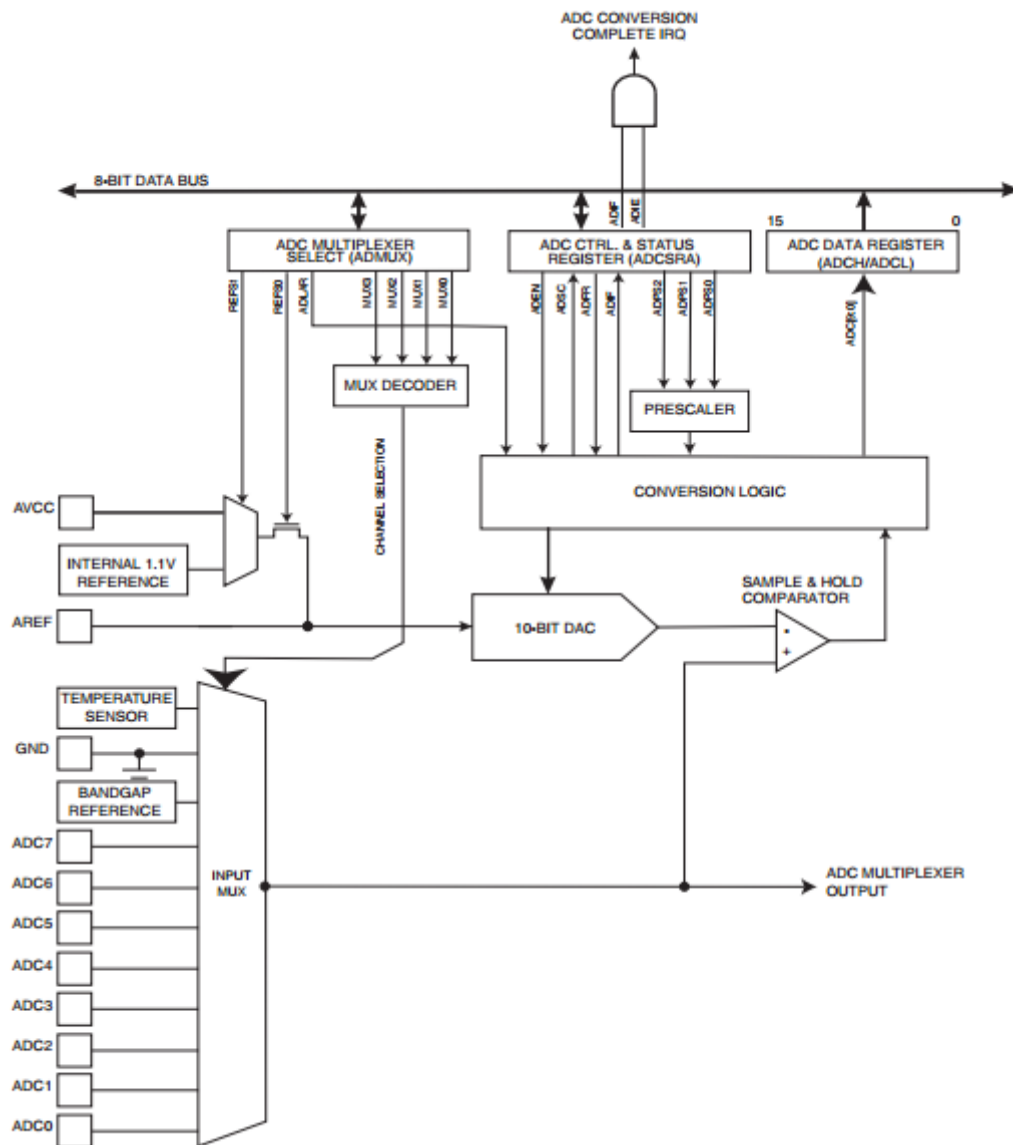 ADC CONVERSION
COMPLETE IRQ
8-BIT DATA BUS
ADIF
ADIE
15
0
ADC MULTIPLEXER
SELECT (ADMUX)
ADC CTRL. & STATUS
REGISTER (ADCSRA)
ADC DATA REGISTER
(ADCH/ADCL)
REFS1
REFS0
ADLAR
MUX3
MUX2
MUX1
MUX0
ADEN
ADSC
ADFR
ADIF
ADPS2
ADPS1
ADPS0
ADC[9:0]
MUX DECODER
PRESCALER
CHANNEL SELECTION
CONVERSION LOGIC
AVCC
INTERNAL 1.1V
REFERENCE
SAMPLE & HOLD
COMPARATOR
AREF
10-BIT DAC
-
+
TEMPERATURE
SENSOR
GND
BANDGAP
REFERENCE
ADC7
ADC6
ADC5
ADC4
ADC3
ADC2
ADC1
ADC0
INPUT
MUX
ADC MULTIPLEXER
OUTPUT